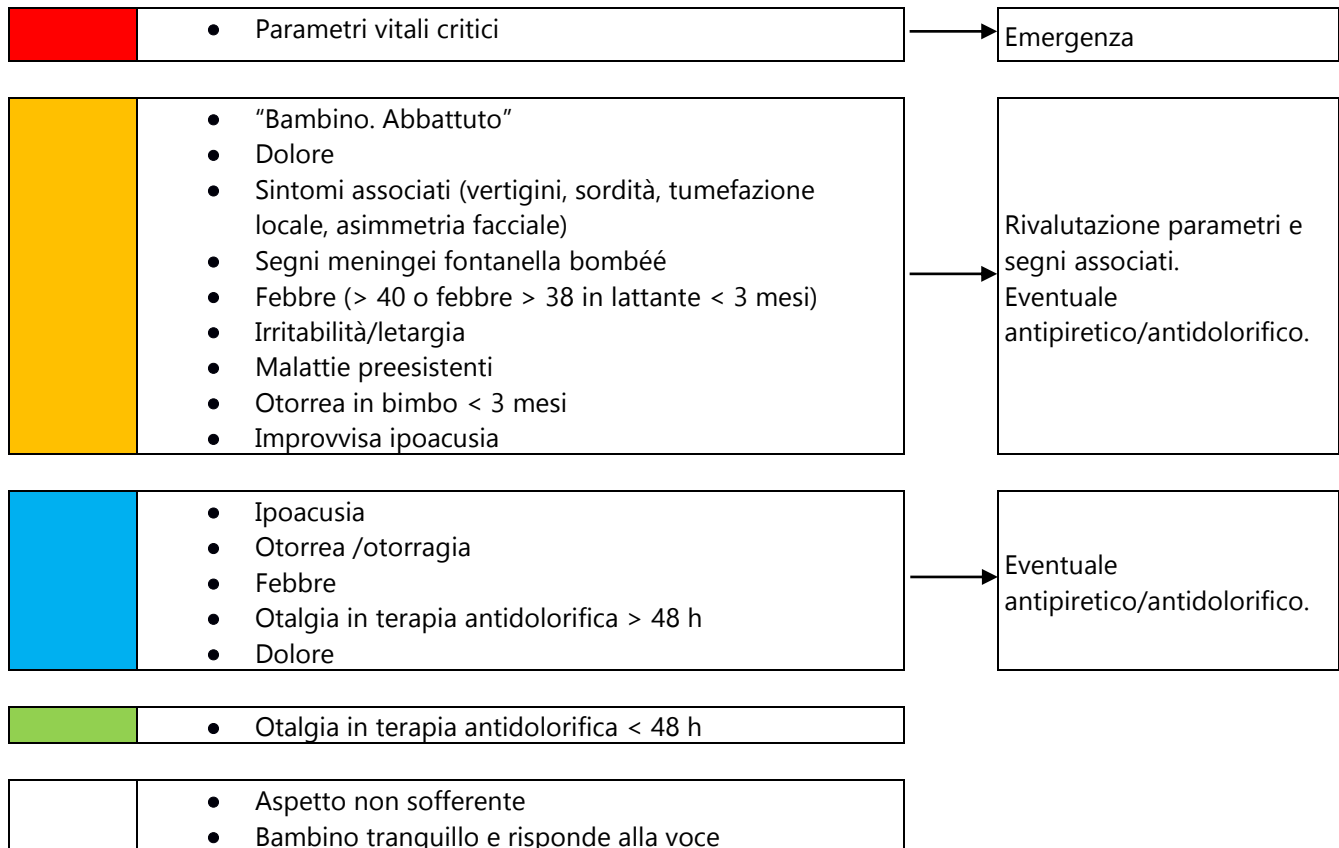 ● Parametri vitali critici
Emergenza
● “Bambino. Abbattuto”
● Dolore
● Sintomi associati (vertigini, sordità, tumefazione
locale, asimmetria facciale)
● Segni meningei fontanella bombéé
● Febbre (> 40 o febbre > 38 in lattante < 3 mesi)
● Irritabilità/letargia
● Malattie preesistenti
● Otorrea in bimbo < 3 mesi
● Improvvisa ipoacusia
Rivalutazione parametri e
segni associati.
Eventuale
antipiretico/antidolorifico.
● Ipoacusia
● Otorrea /otorragia
● Febbre
● Otalgia in terapia antidolorifica > 48 h
● Dolore
Eventuale
antipiretico/antidolorifico.
● Otalgia in terapia antidolorifica < 48 h
● Aspetto non sofferente
● Bambino tranquillo e risponde alla voce